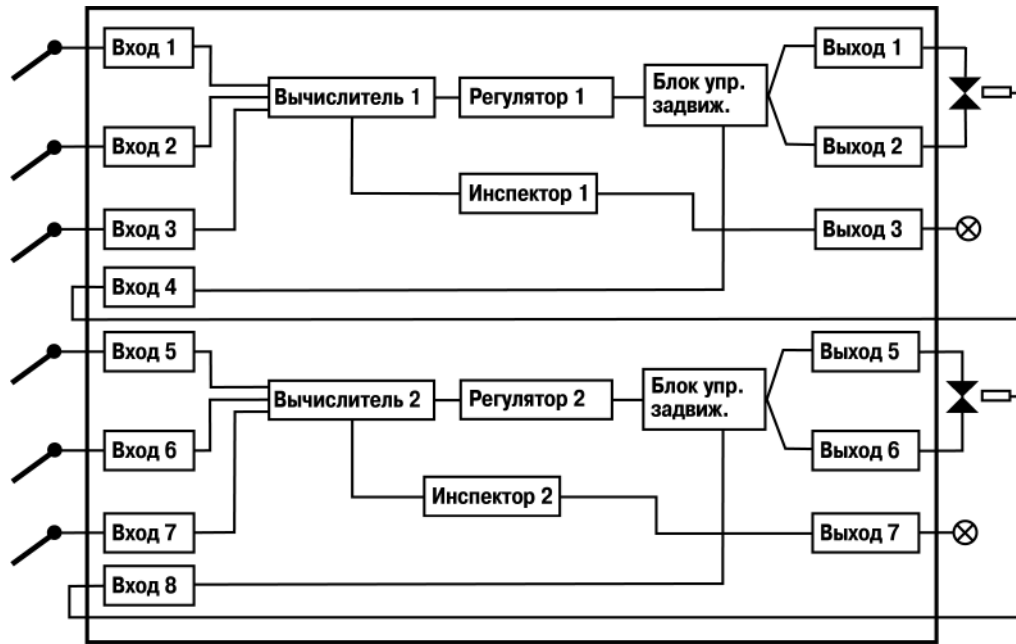 Вход 1
Выход 1
Вычислитель 1
Регулятор 1
Блок упр.
задвиж.
Вход 2
Выход 2
Инспектор 1
Вход 3
Выход 3
Вход 4
Вход 5
Выход 5
Вычислитель 2
Регулятор 2
Блок упр.
задвиж.
Вход 6
Выход 6
Инспектор 2
Вход 7
Выход 7
Вход 8